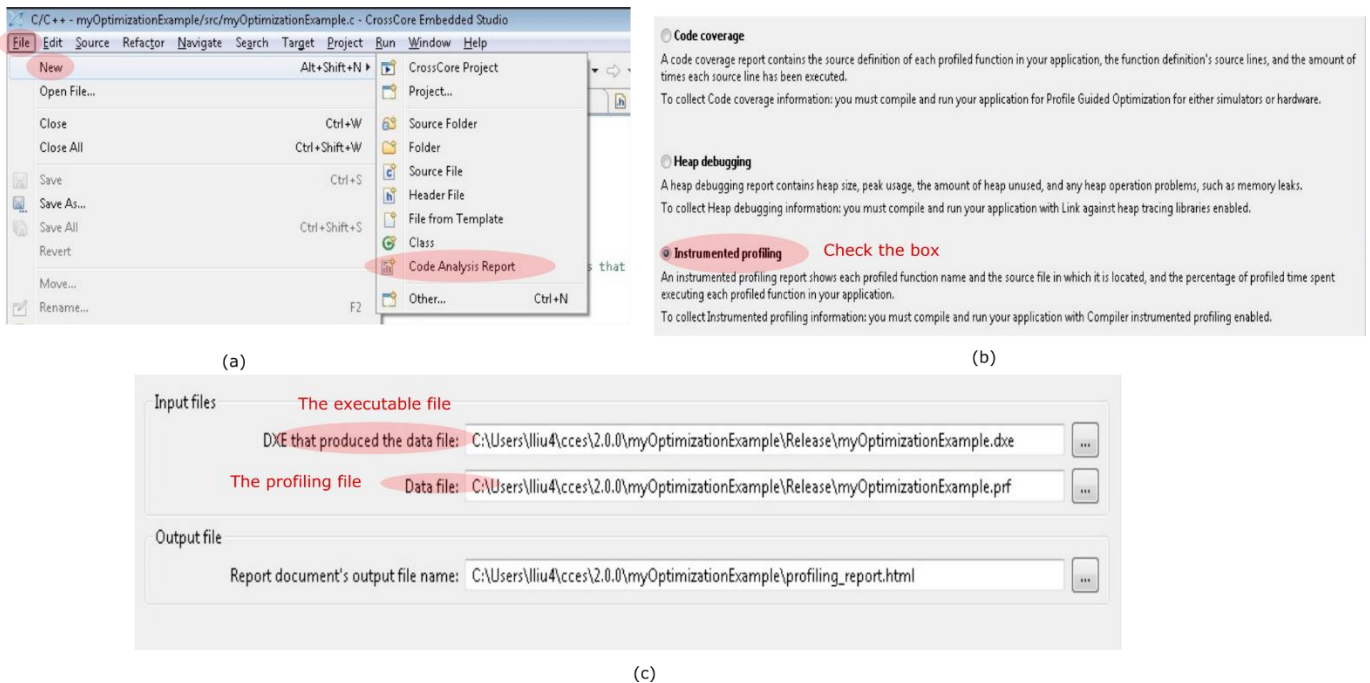 C/C++ - myOptimizationExample/src/myOptimizationExample.c - CrossCore Embedded Studio
File Edit Source Refactor Navigate Search Target Project Run Window Help
New Alt+Shift+N
Open File...
Close Ctrl+W
Close All Ctrl+Shift+W
Save Ctrl+S
Save As...
Save All Ctrl+Shift+S
Revert
Move...
Rename... F2
CrossCore Project
Project...
Source Folder
Folder
Source File
Header File
File from Template
Class
Code Analysis Report
Other... Ctrl+N
s that
(a)
Code coverage
A code coverage report contains the source definition of each profiled function in your application, the function definition's source lines, and the amount of
times each source line has been executed.
To collect Code coverage information: you must compile and run your application for Profile Guided Optimization for either simulators or hardware.
Heap debugging
A heap debugging report contains heap size, peak usage, the amount of heap unused, and any heap operation problems, such as memory leaks.
To collect Heap debugging information: you must compile and run your application with Link against heap tracing libraries enabled.
Instrumented profiling Check the box
An instrumented profiling report shows each profiled function name and the source file in which it is located, and the percentage of profiled time spent
executing each profiled function in your application.
To collect Instrumented profiling information: you must compile and run your application with Compiler instrumented profiling enabled.
(b)
Input files
The executable file
DXE that produced the data file: C:\Users\lliu4\cces\2.0.0\myOptimizationExample\Release\myOptimizationExample.dxe ...
The profiling file
Data file: C:\Users\lliu4\cces\2.0.0\myOptimizationExample\Release\myOptimizationExample.prf ...
Output file
Report document's output file name: C:\Users\lliu4\cces\2.0.0\myOptimizationExample\profiling_report.html ...
(c)